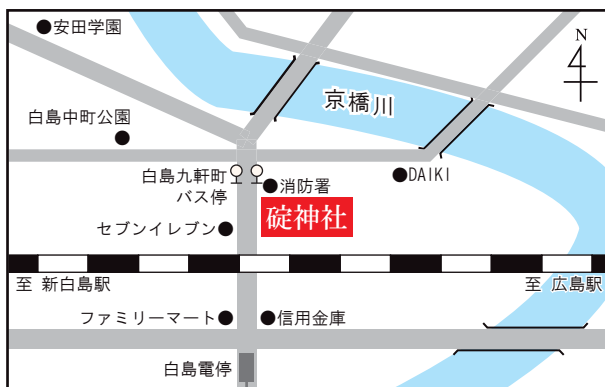 安田学園
N
京橋川
白島中町公園
白島九軒町
バス停
消防署
DAIKI
碇神社
セブンイレブン
至 新白島駅
至 広島駅
ファミリーマート
信用金庫
白島電停